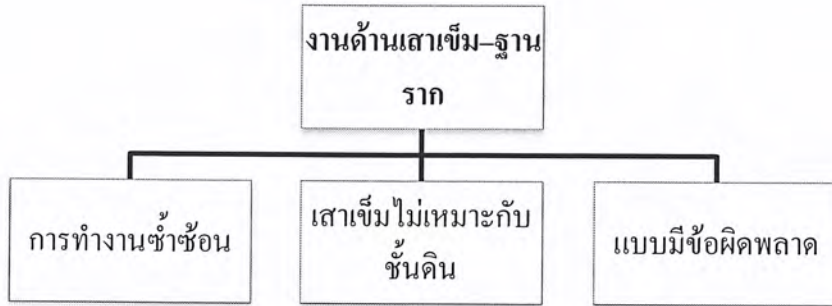 งานด้านเสาเข็ม–ฐาน
ราก
การทำงานซ้ำซ้อน
เสาเข็มไม่เหมาะกับ
ชั้นดิน
แบบมีข้อผิดพลาด